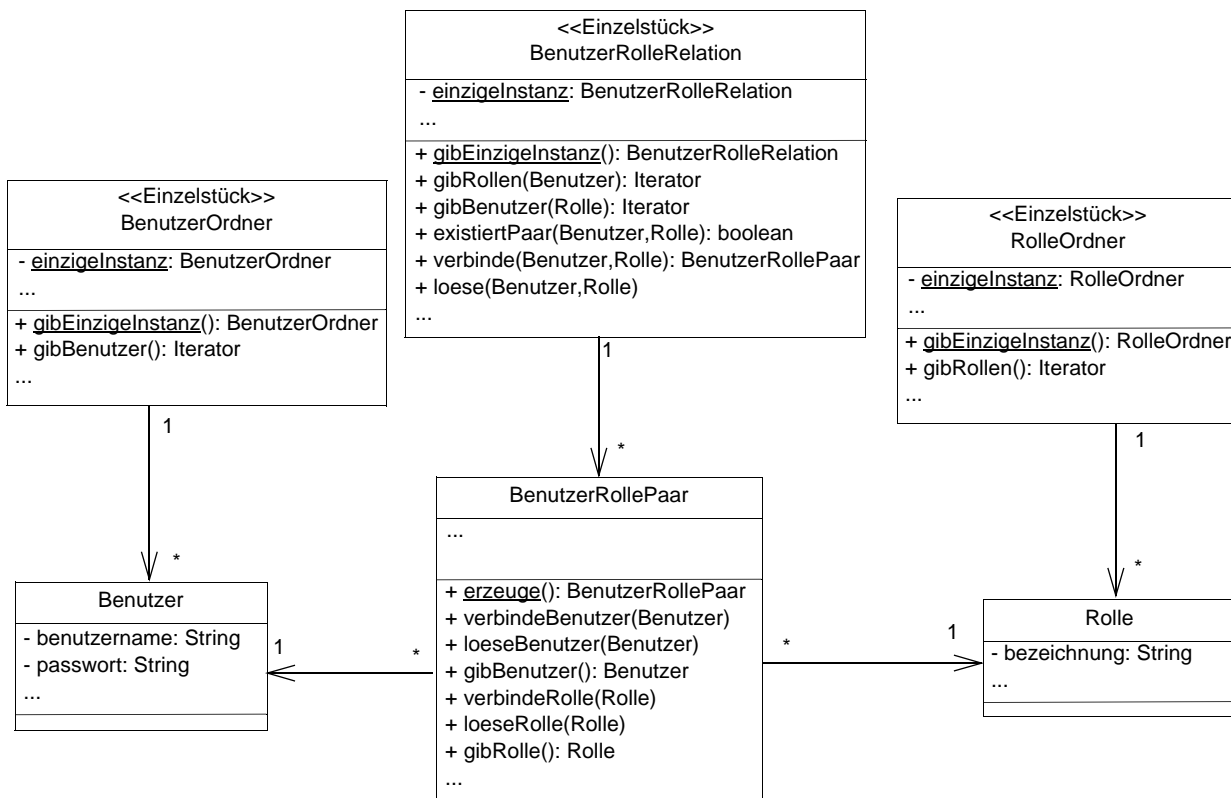 <<Einzelstück>>
BenutzerRolleRelation
- einzigeInstanz: BenutzerRolleRelation
...
+ gibEinzigeInstanz(): BenutzerRolleRelation
+ gibRollen(Benutzer): Iterator
+ gibBenutzer(Rolle): Iterator
+ existiertPaar(Benutzer,Rolle): boolean
+ verbinde(Benutzer,Rolle): BenutzerRollePaar
+ loese(Benutzer,Rolle)
...
<<Einzelstück>>
BenutzerOrdner
- einzigeInstanz: BenutzerOrdner
...
+ gibEinzigeInstanz(): BenutzerOrdner
+ gibBenutzer(): Iterator
...
<<Einzelstück>>
RolleOrdner
- einzigeInstanz: RolleOrdner
...
+ gibEinzigeInstanz(): RolleOrdner
+ gibRollen(): Iterator
...
1
1
1
*
*
*
Benutzer
- benutzername: String
- passwort: String
...
1
*
BenutzerRollePaar
...
+ erzeuge(): BenutzerRollePaar
+ verbindeBenutzer(Benutzer)
+ loeseBenutzer(Benutzer)
+ gibBenutzer(): Benutzer
+ verbindeRolle(Rolle)
+ loeseRolle(Rolle)
+ gibRolle(): Rolle
...
*
1
Rolle
- bezeichnung: String
...